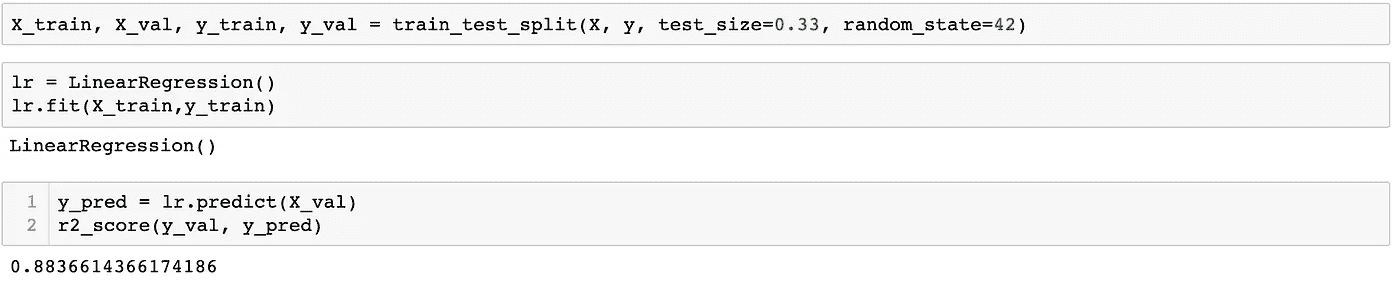 X_train, X_val, y_train, y_val = train_test_split(X, y, test_size=0.33, random_state=42)
lr = LinearRegression()
lr.fit(X_train,y_train)
LinearRegression()
1 y_pred = lr.predict(X_val)
2 r2_score(y_val, y_pred)
0.8836614366174186